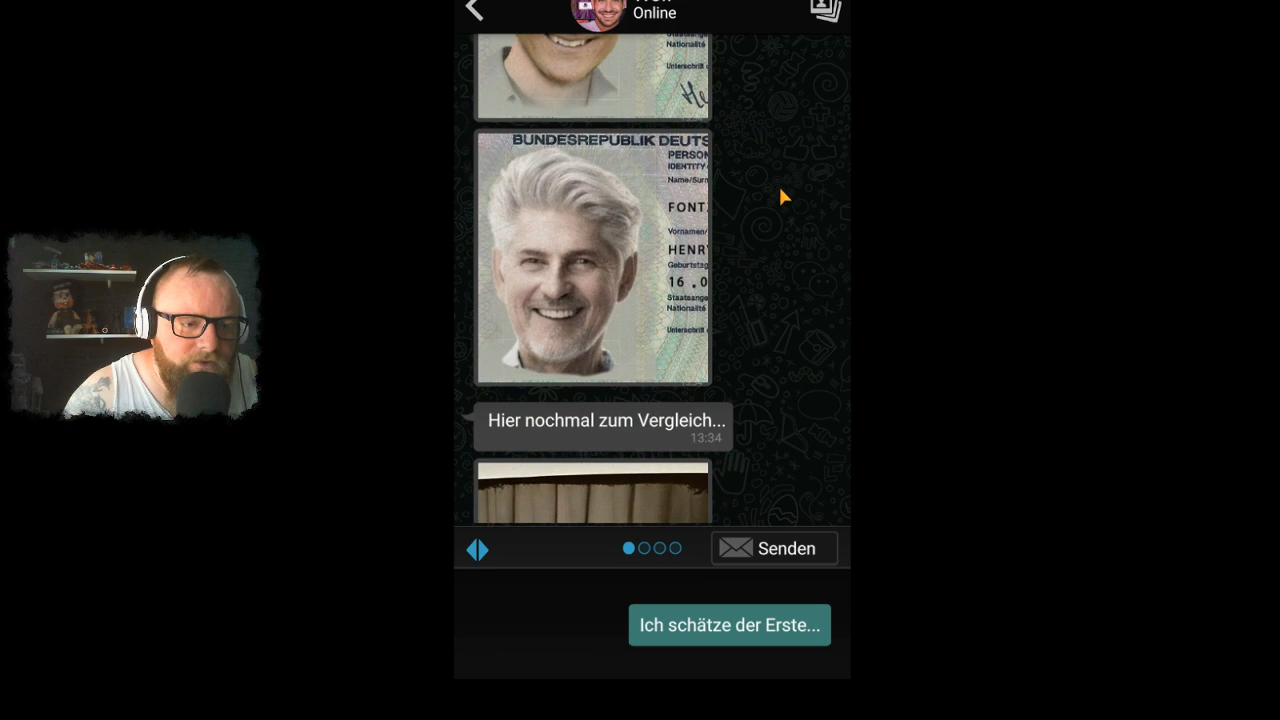 Online
Nationalité
BUNDESREPUBLIK DEUTS
PERSON
IDENTITY
Name/Surn
FONT
Vornamen/
HENRY
Geburtstag
16 .0
Staatsange
Nationalité
Unterschrift
Hier nochmal zum Vergleich...
13:34
Senden
Ich schätze der Erste...